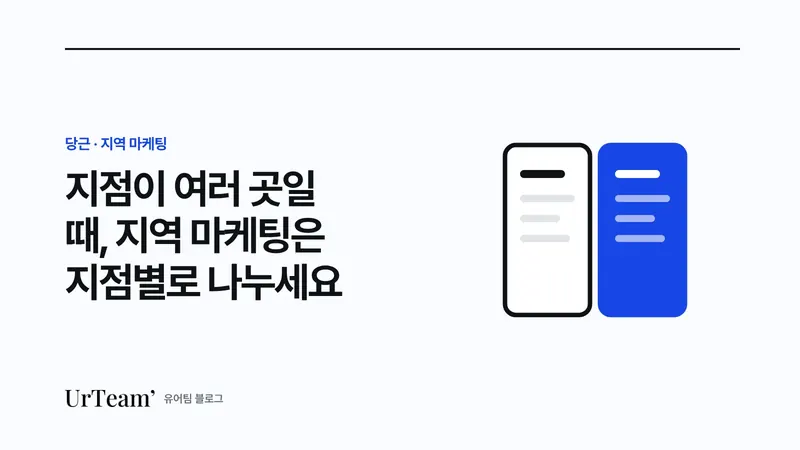 당근 · 지역 마케팅
지점이 여러 곳일
때, 지역 마케팅은
지점별로 나누세요
UrTeam’ 유어팀 블로그